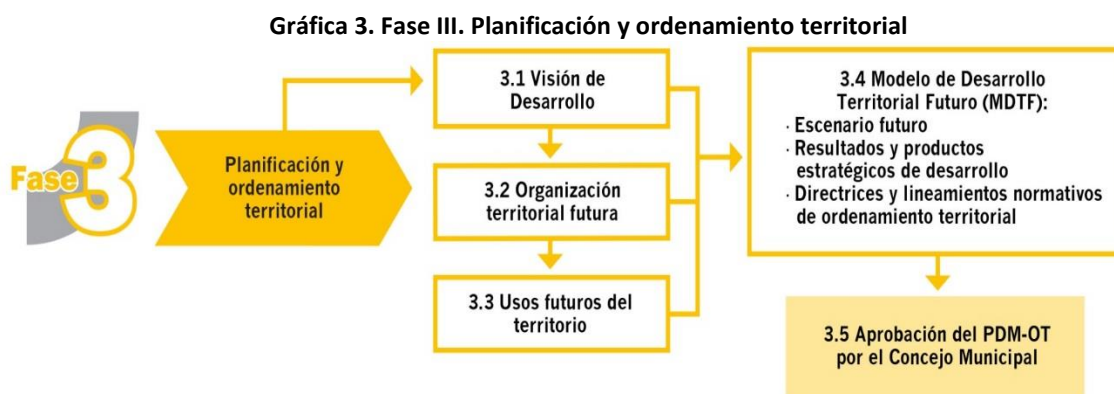 Gráfica 3. Fase III. Planificación y ordenamiento territorial
Fase 3
Planificación y
ordenamiento
territorial
3.1 Visión de
Desarrollo
3.2 Organización
territorial futura
3.3 Usos futuros del
territorio
3.4 Modelo de Desarrollo
Territorial Futuro (MDTF):
· Escenario futuro
· Resultados y productos
estratégicos de desarrollo
· Directrices y lineamientos normativos
de ordenamiento territorial
3.5 Aprobación del PDM-OT
por el Concejo Municipal